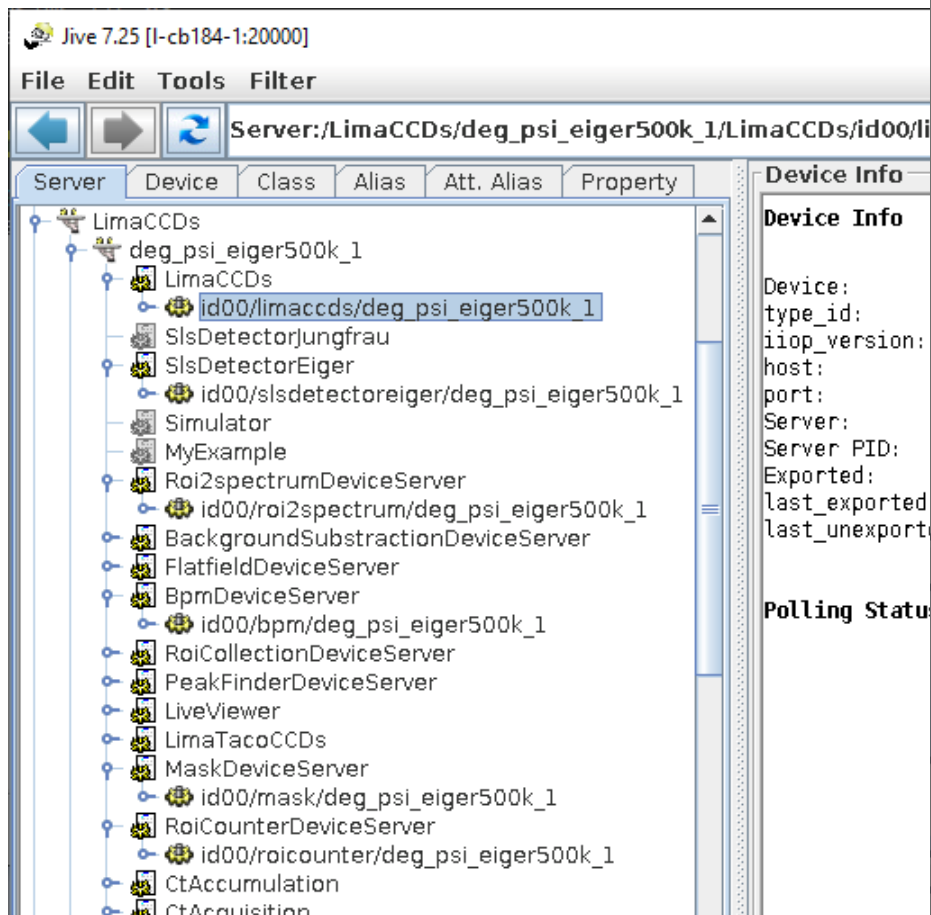 Jive 7.25 [l-cb184-1:20000]
File Edit Tools Filter
Server:/LimaCCDs/deg_psi_eiger500k_1/LimaCCDs/id00/li
Server Device Class Alias Att. Alias Property
LimaCCDs
deg_psi_eiger500k_1
LimaCCDs
id00/limaccds/deg_psi_eiger500k_1
SlsDetectorJungfrau
SlsDetectorEiger
id00/slsdetectoreiger/deg_psi_eiger500k_1
Simulator
MyExample
Roi2spectrumDeviceServer
id00/roi2spectrum/deg_psi_eiger500k_1
BackgroundSubstractionDeviceServer
FlatfieldDeviceServer
BpmDeviceServer
id00/bpm/deg_psi_eiger500k_1
RoiCollectionDeviceServer
PeakFinderDeviceServer
LiveViewer
LimaTacoCCDs
MaskDeviceServer
id00/mask/deg_psi_eiger500k_1
RoiCounterDeviceServer
id00/roicounter/deg_psi_eiger500k_1
CtAccumulation
CtAcquisition
Device Info
Device Info
Device:
type_id:
iiop_version:
host:
port:
Server:
Server PID:
Exported:
last_exported
last_unexporte
Polling Status